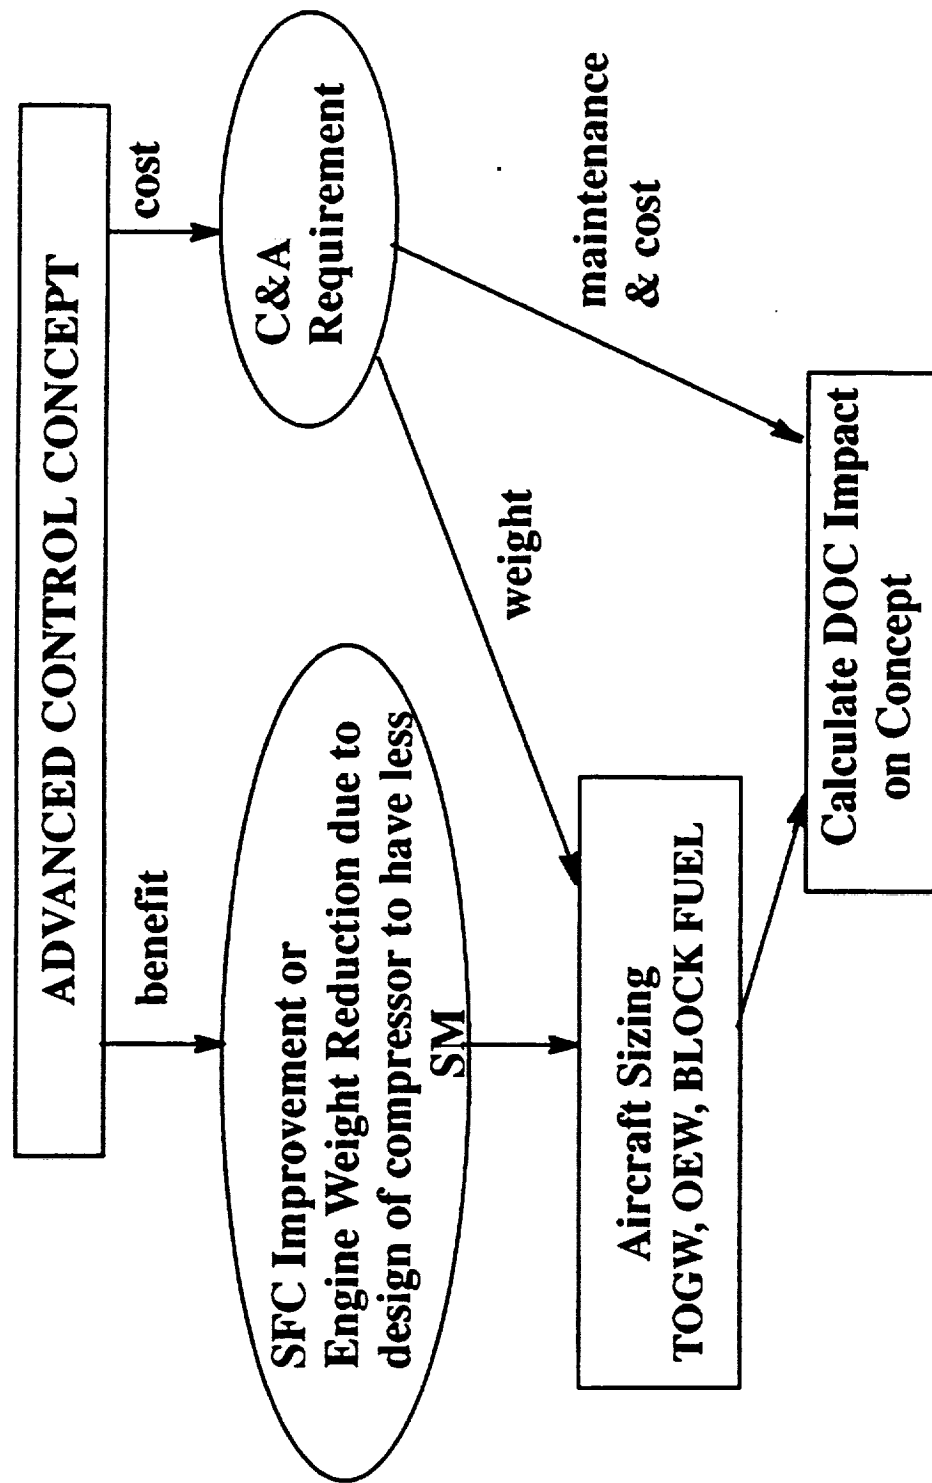 ADVANCED CONTROL CONCEPT
benefit
cost
SFC Improvement or
Engine Weight Reduction due to
design of compressor to have less
SM
C&A
Requirement
weight
maintenance
& cost
Aircraft Sizing
TOGW, OEW, BLOCK FUEL
Calculate DOC Impact
on Concept